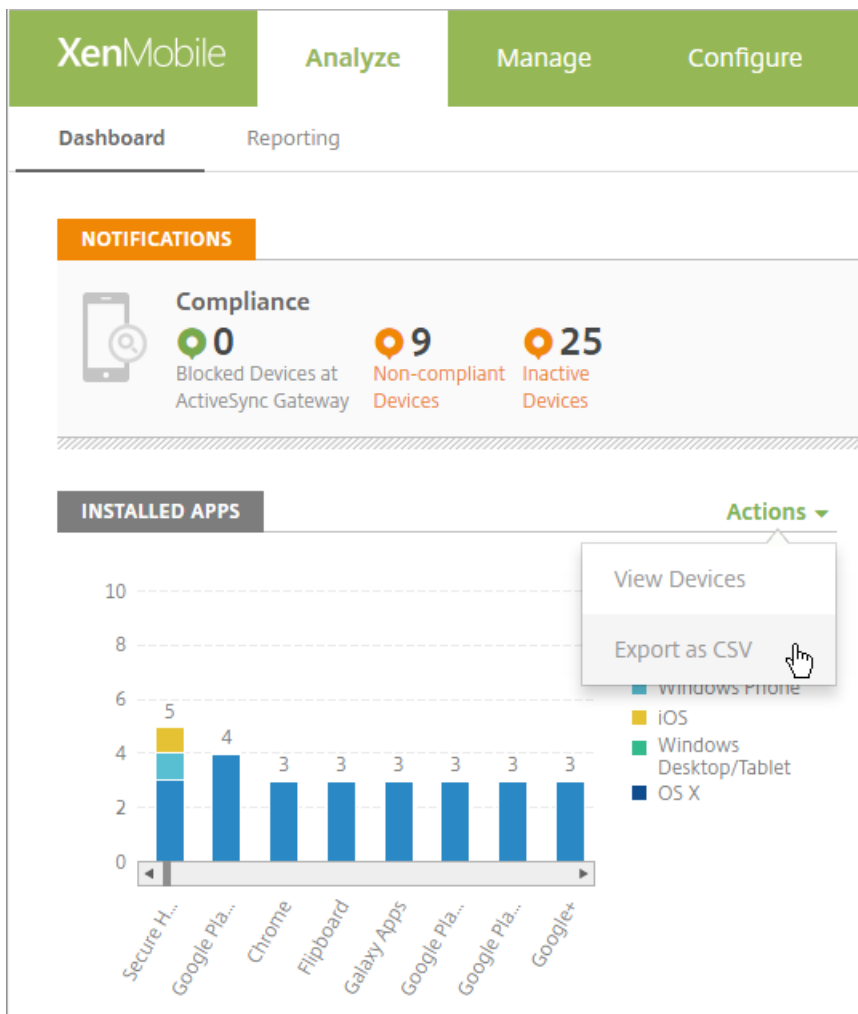 XenMobile
Analyze
Manage
Configure
Dashboard
Reporting
NOTIFICATIONS
Compliance
0
Blocked Devices at
ActiveSync Gateway
9
Non-compliant
Devices
25
Inactive
Devices
INSTALLED APPS
Actions
View Devices
Export as CSV
Windows Phone
iOS
Windows
Desktop/Tablet
OS X
10
8
6
4
2
0
5
4
3
3
3
3
3
3
Secure H...
Google Pla...
Chrome
Flipboard
Galaxy Apps
Google Pla...
Google Pla...
Google+